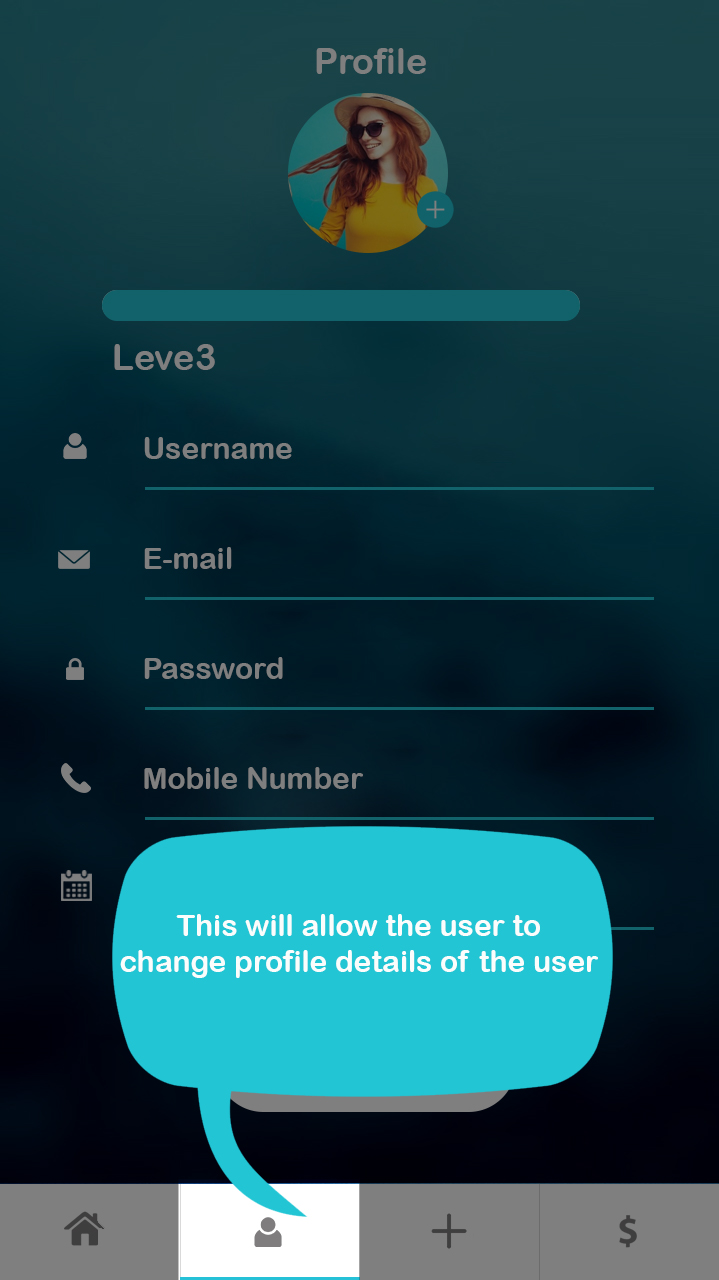 Profile
Leve3
Username
E-mail
Password
Mobile Number
This will allow the user to
change profile details of the user
$